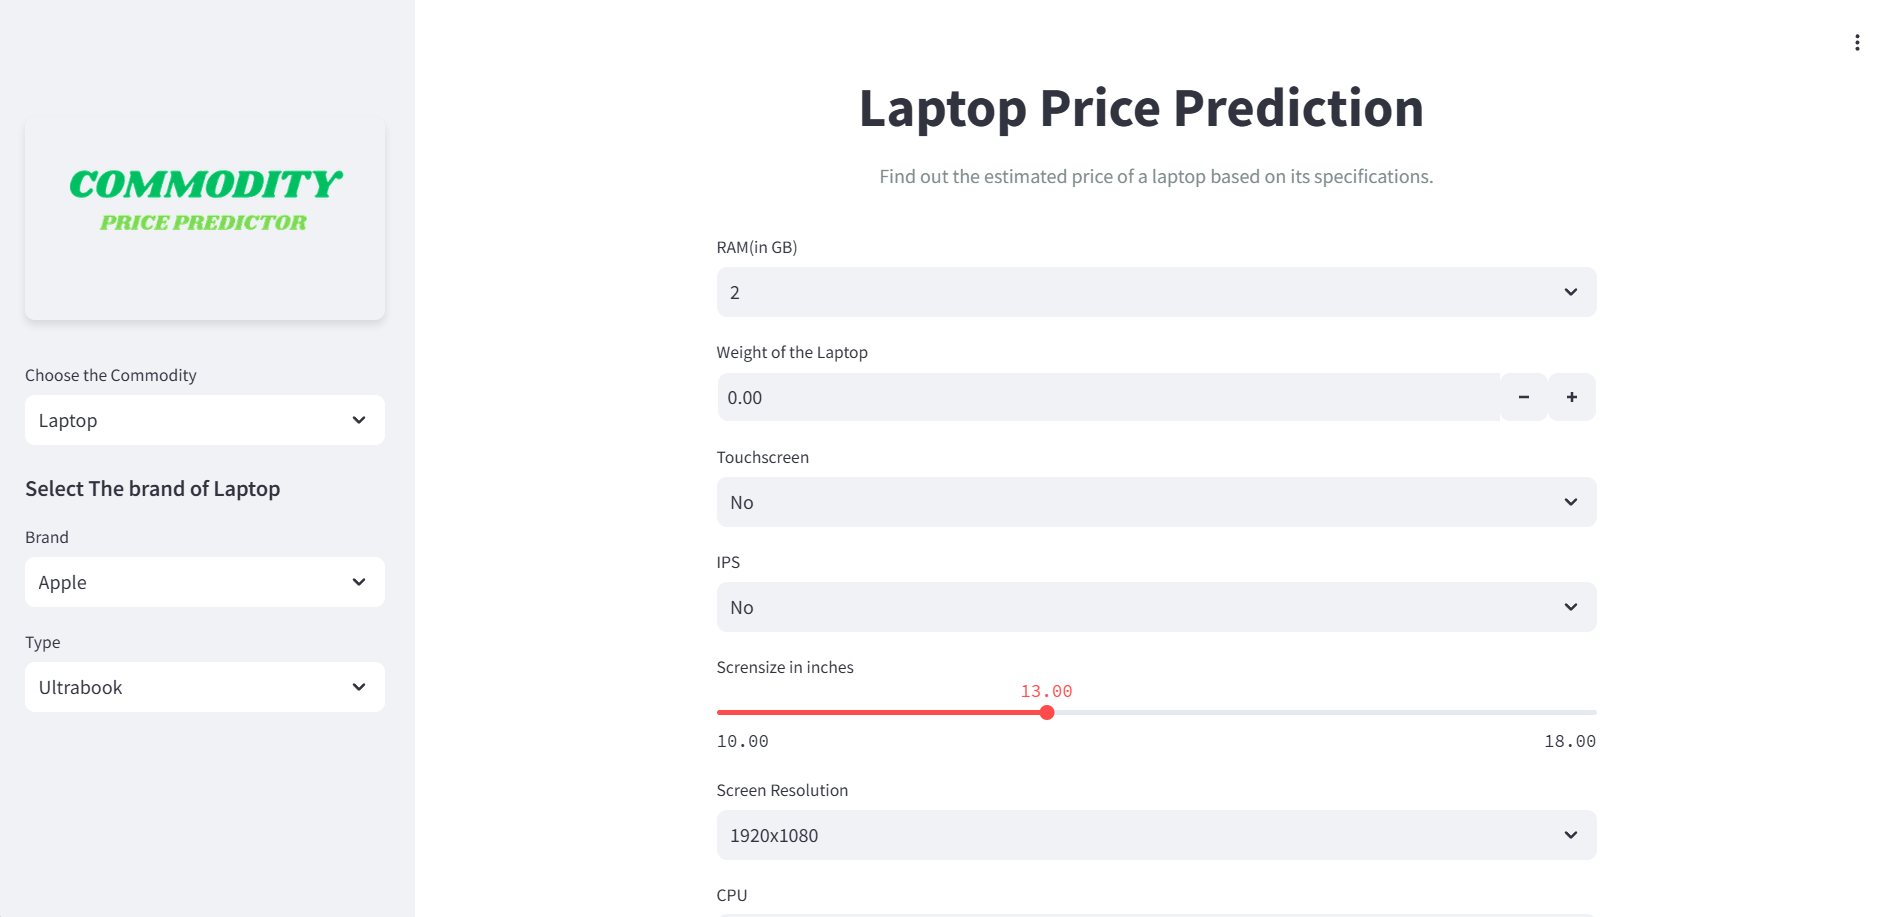 COMMODITY
PRICE PREDICTOR
Choose the Commodity
Laptop
Select The brand of Laptop
Brand
Apple
Type
Ultrabook
Laptop Price Prediction
Find out the estimated price of a laptop based on its specifications.
RAM(in GB)
2
Weight of the Laptop
0.00
Touchscreen
No
IPS
No
Scrensize in inches
13.00
10.00 18.00
Screen Resolution
1920x1080
CPU